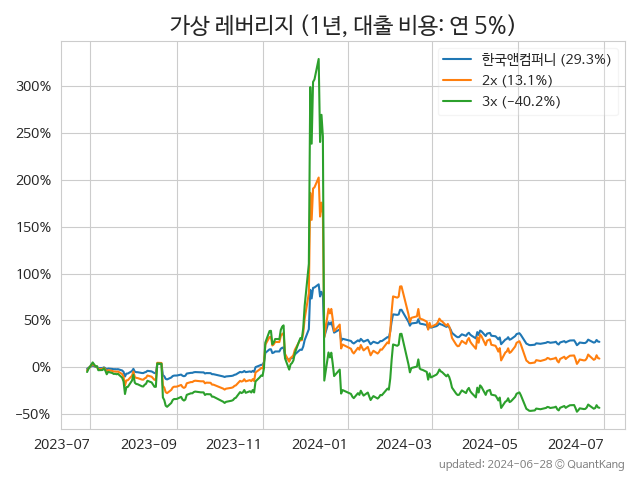 가상 레버리지 (1년, 대출 비용: 연 5%)
한국앤컴퍼니 (29.3%)
2x (13.1%)
3x (-40.2%)
300%
250%
200%
150%
100%
50%
0%
−50%
2023-07 2023-09 2023-11 2024-01 2024-03 2024-05 2024-07
updated: 2024-06-28 © QuantKang